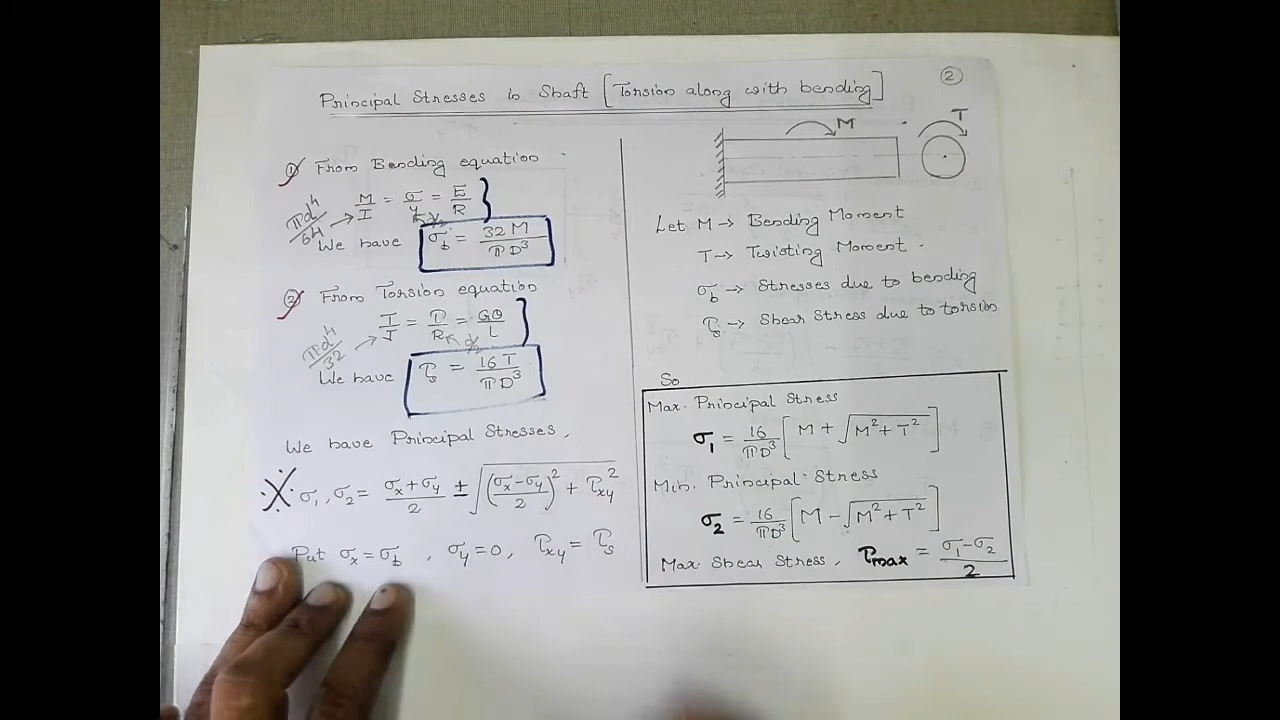 ②
Principal Stresses in Shaft [Torsion along with bending]
① From Bending equation
M/I = σ/y = E/R
πd⁴/64
We have σb = 32 M / πD³
② From Torsion equation
T/J = τ/R = Gθ/L
d/2
πd⁴/32
We have τs = 16 T / πD³
We have Principal Stresses,
σ₁, σ₂ = (σx + σy)/2 ± √(((σx − σy)/2)² + τxy²)
Put σx = σb , σy = 0, τxy = τs
M
T
Let M → Bending Moment
T → Twisting Moment .
σb → Stresses due to bending
τs → Shear Stress due to torsion
So
Max. Principal Stress
σ₁ = 16/πD³ [M + √(M² + T²)]
Min. Principal Stress
σ₂ = 16/πD³ [M − √(M² + T²)]
Max. Shear Stress, τmax = (σ₁ − σ₂)/2